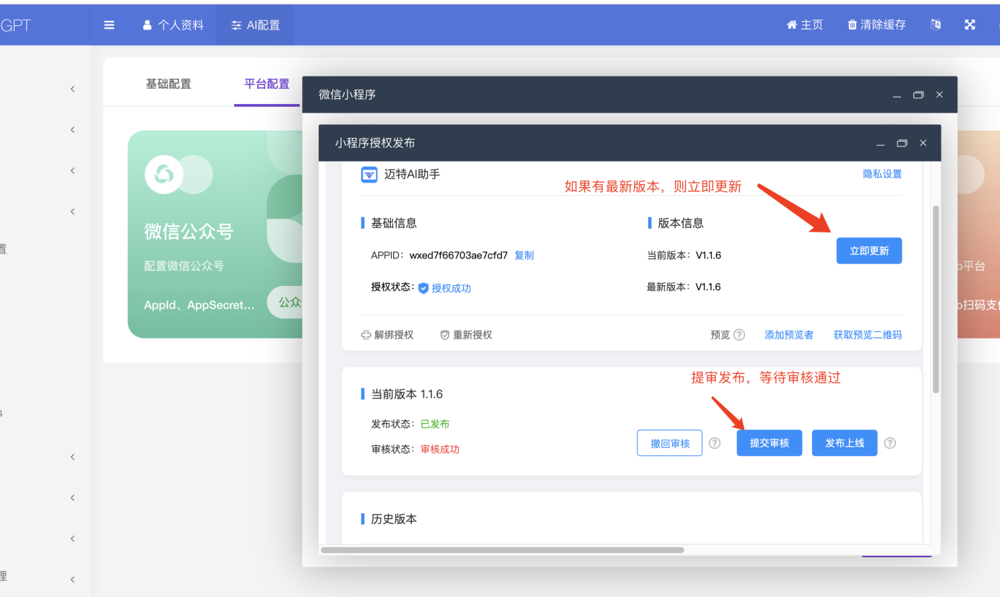 GPT
个人资料
AI配置
主页
清除缓存
基础配置
平台配置
微信小程序
小程序授权发布
迈特AI助手
隐私设置
如果有最新版本，则立即更新
基础信息
版本信息
APPID：wxed7f66703ae7cfd7 复制
当前版本：V1.1.6
立即更新
授权状态：授权成功
最新版本：V1.1.6
解绑授权
重新授权
预览
添加预览者
获取预览二维码
提审发布，等待审核通过
当前版本 1.1.6
发布状态：已发布
审核状态：审核成功
撤回审核
提交审核
发布上线
历史版本
微信公众号
配置微信公众号
AppId、AppSecret...
公众
平台
扫码支
置
s
理